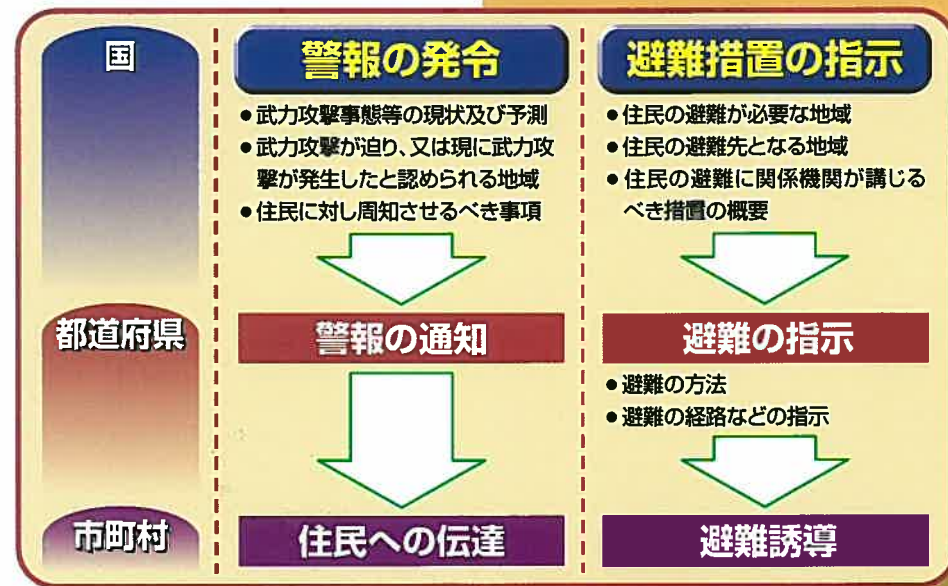 国
警報の発令
●武力攻撃事態等の現状及び予測
●武力攻撃が迫り、又は現に武力攻
撃が発生したと認められる地域
●住民に対し周知させるべき事項
避難措置の指示
●住民の避難が必要な地域
●住民の避難先となる地域
●住民の避難に関係機関が講じる
べき措置の概要
都道府県
警報の通知
避難の指示
●避難の方法
●避難の経路などの指示
市町村
住民への伝達
避難誘導